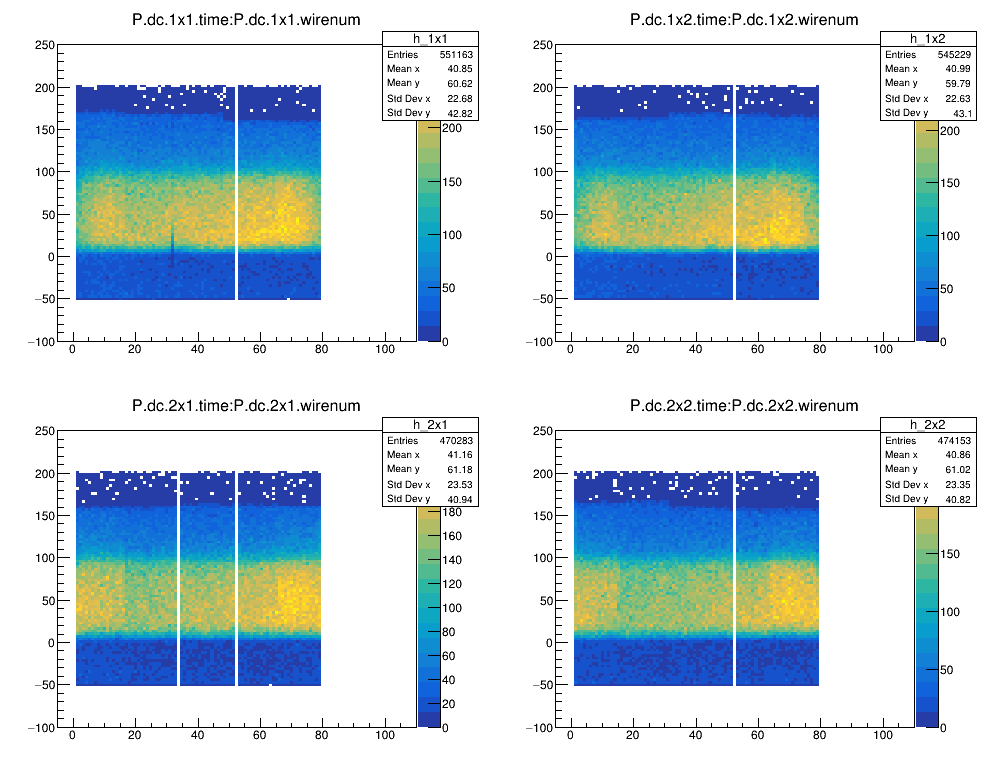 P.dc.1x1.time:P.dc.1x1.wirenum
h_1x1
Entries 551163
Mean x 40.85
Mean y 60.62
Std Dev x 22.68
Std Dev y 42.82
250
200
150
100
50
0
−50
−100
0 20 40 60 80 100
200
150
100
50
0
P.dc.1x2.time:P.dc.1x2.wirenum
h_1x2
Entries 545229
Mean x 40.99
Mean y 59.79
Std Dev x 22.63
Std Dev y 43.1
250
200
150
100
50
0
−50
−100
0 20 40 60 80 100
200
150
100
50
0
P.dc.2x1.time:P.dc.2x1.wirenum
h_2x1
Entries 470283
Mean x 41.16
Mean y 61.18
Std Dev x 23.53
Std Dev y 40.94
250
200
150
100
50
0
−50
−100
0 20 40 60 80 100
180
160
140
120
100
80
60
40
20
0
P.dc.2x2.time:P.dc.2x2.wirenum
h_2x2
Entries 474153
Mean x 40.86
Mean y 61.02
Std Dev x 23.35
Std Dev y 40.82
250
200
150
100
50
0
−50
−100
0 20 40 60 80 100
150
100
50
0